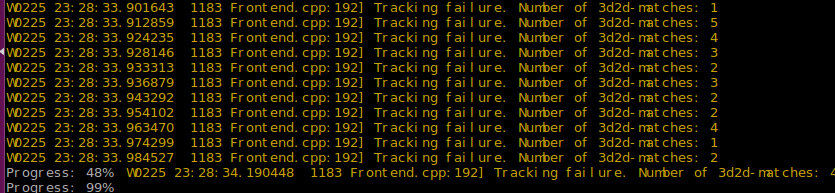 W0225 23:28:33.901643 1183 Frontend.cpp:192] Tracking failure. Number of 3d2d-matches: 1
W0225 23:28:33.912859 1183 Frontend.cpp:192] Tracking failure. Number of 3d2d-matches: 5
W0225 23:28:33.924235 1183 Frontend.cpp:192] Tracking failure. Number of 3d2d-matches: 4
W0225 23:28:33.928146 1183 Frontend.cpp:192] Tracking failure. Number of 3d2d-matches: 3
W0225 23:28:33.933313 1183 Frontend.cpp:192] Tracking failure. Number of 3d2d-matches: 2
W0225 23:28:33.936879 1183 Frontend.cpp:192] Tracking failure. Number of 3d2d-matches: 3
W0225 23:28:33.943292 1183 Frontend.cpp:192] Tracking failure. Number of 3d2d-matches: 2
W0225 23:28:33.954102 1183 Frontend.cpp:192] Tracking failure. Number of 3d2d-matches: 2
W0225 23:28:33.963470 1183 Frontend.cpp:192] Tracking failure. Number of 3d2d-matches: 4
W0225 23:28:33.974299 1183 Frontend.cpp:192] Tracking failure. Number of 3d2d-matches: 1
W0225 23:28:33.984527 1183 Frontend.cpp:192] Tracking failure. Number of 3d2d-matches: 2
Progress: 48% W0225 23:28:34.190448 1183 Frontend.cpp:192] Tracking failure. Number of 3d2d-matches: 4
Progress: 99%